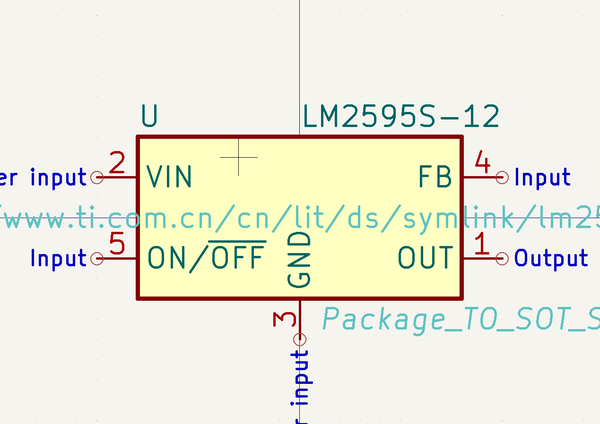 U LM2595S-12
er input 2 VIN FB 4 Input
/www.ti.com.cn/cn/lit/ds/symlink/lm25
Input 5 ON/OFF GND OUT 1 Output
3 Package_TO_SOT_S
r input